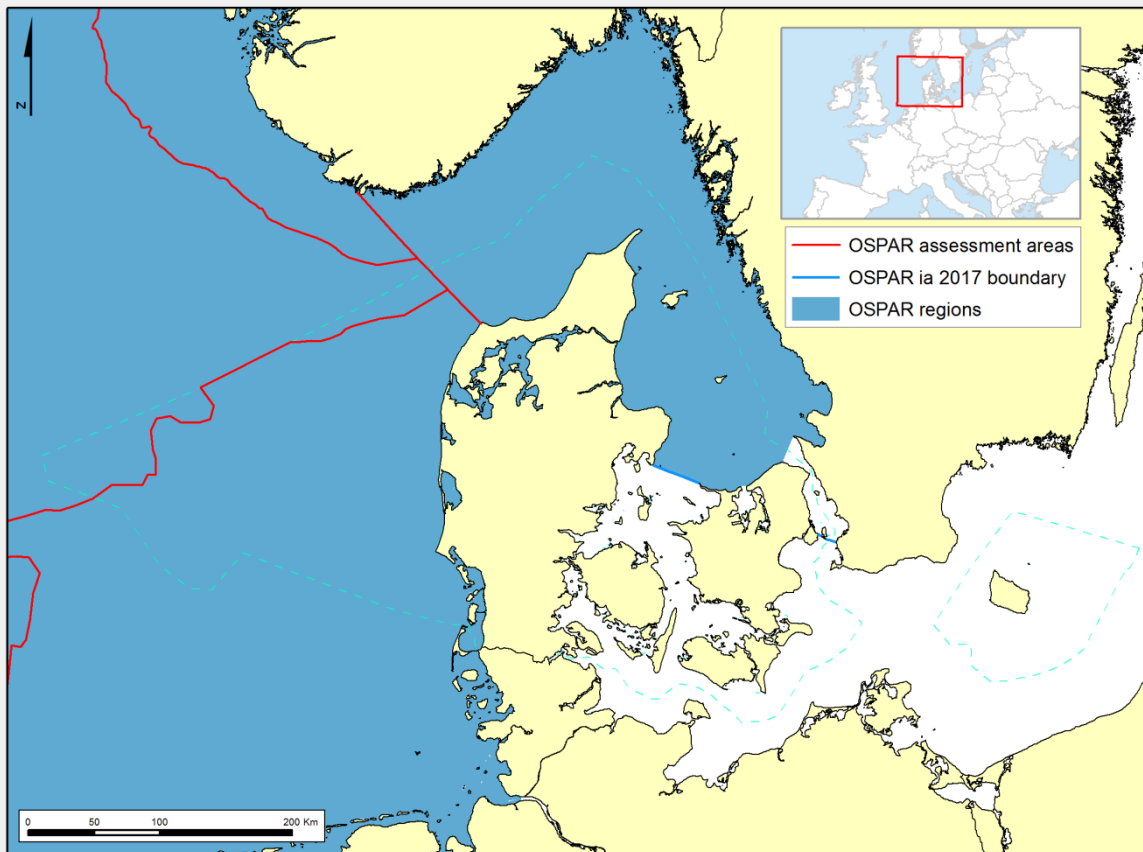 N
OSPAR assessment areas
OSPAR ia 2017 boundary
OSPAR regions
0 50 100 200 Km